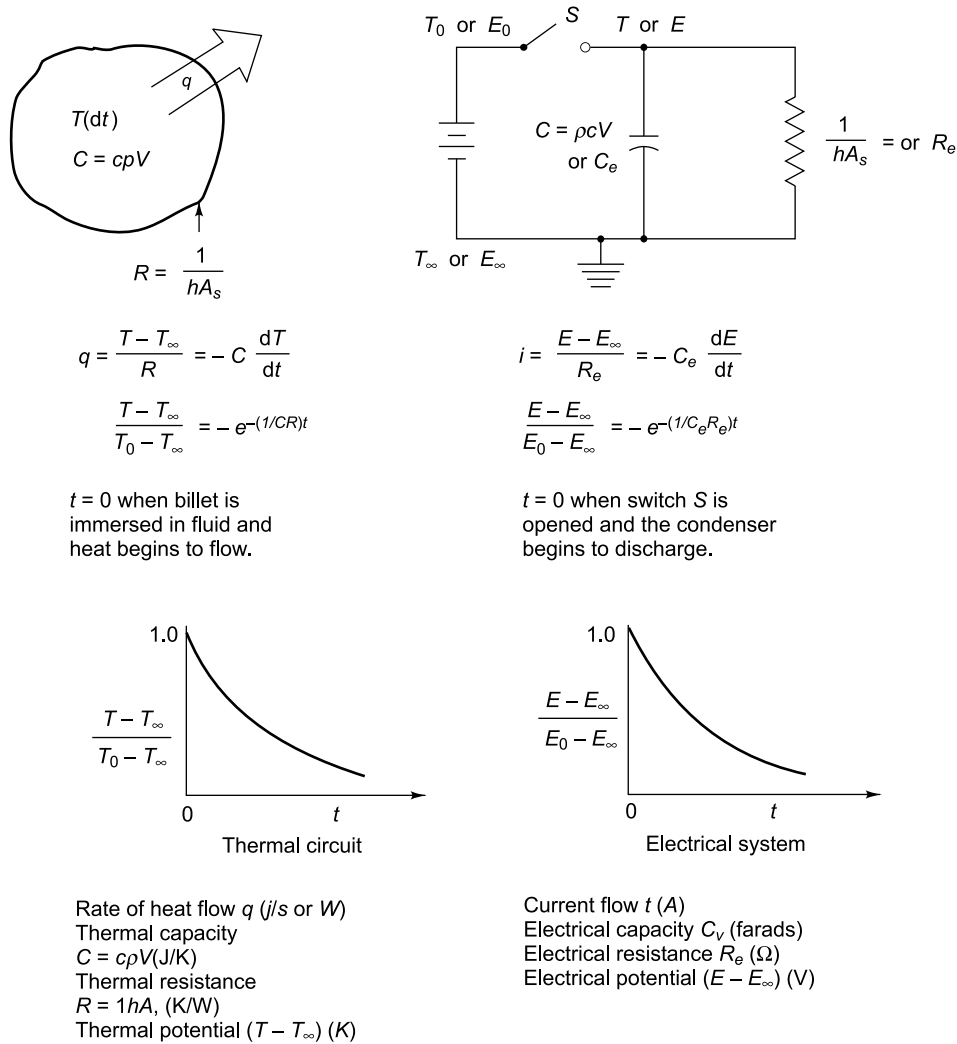 T(dt)
C = cpV
q
R = 1/hAₛ
T₀ or E₀
S
T or E
C = ρcV
or Cₑ
1/hAₛ = or Rₑ
T∞ or E∞
q = (T – T∞)/R = – C dT/dt
(T – T∞)/(T₀ – T∞) = – e^–(1/CR)t
t = 0 when billet is
immersed in fluid and
heat begins to flow.
i = (E – E∞)/Rₑ = – Cₑ dE/dt
(E – E∞)/(E₀ – E∞) = – e^–(1/CₑRₑ)t
t = 0 when switch S is
opened and the condenser
begins to discharge.
1.0
(T – T∞)/(T₀ – T∞)
0
t
Thermal circuit
1.0
(E – E∞)/(E₀ – E∞)
0
t
Electrical system
Rate of heat flow q (j/s or W)
Thermal capacity
C = cρV(J/K)
Thermal resistance
R = 1hA, (K/W)
Thermal potential (T – T∞) (K)
Current flow t (A)
Electrical capacity Cᵥ (farads)
Electrical resistance Rₑ (Ω)
Electrical potential (E – E∞) (V)